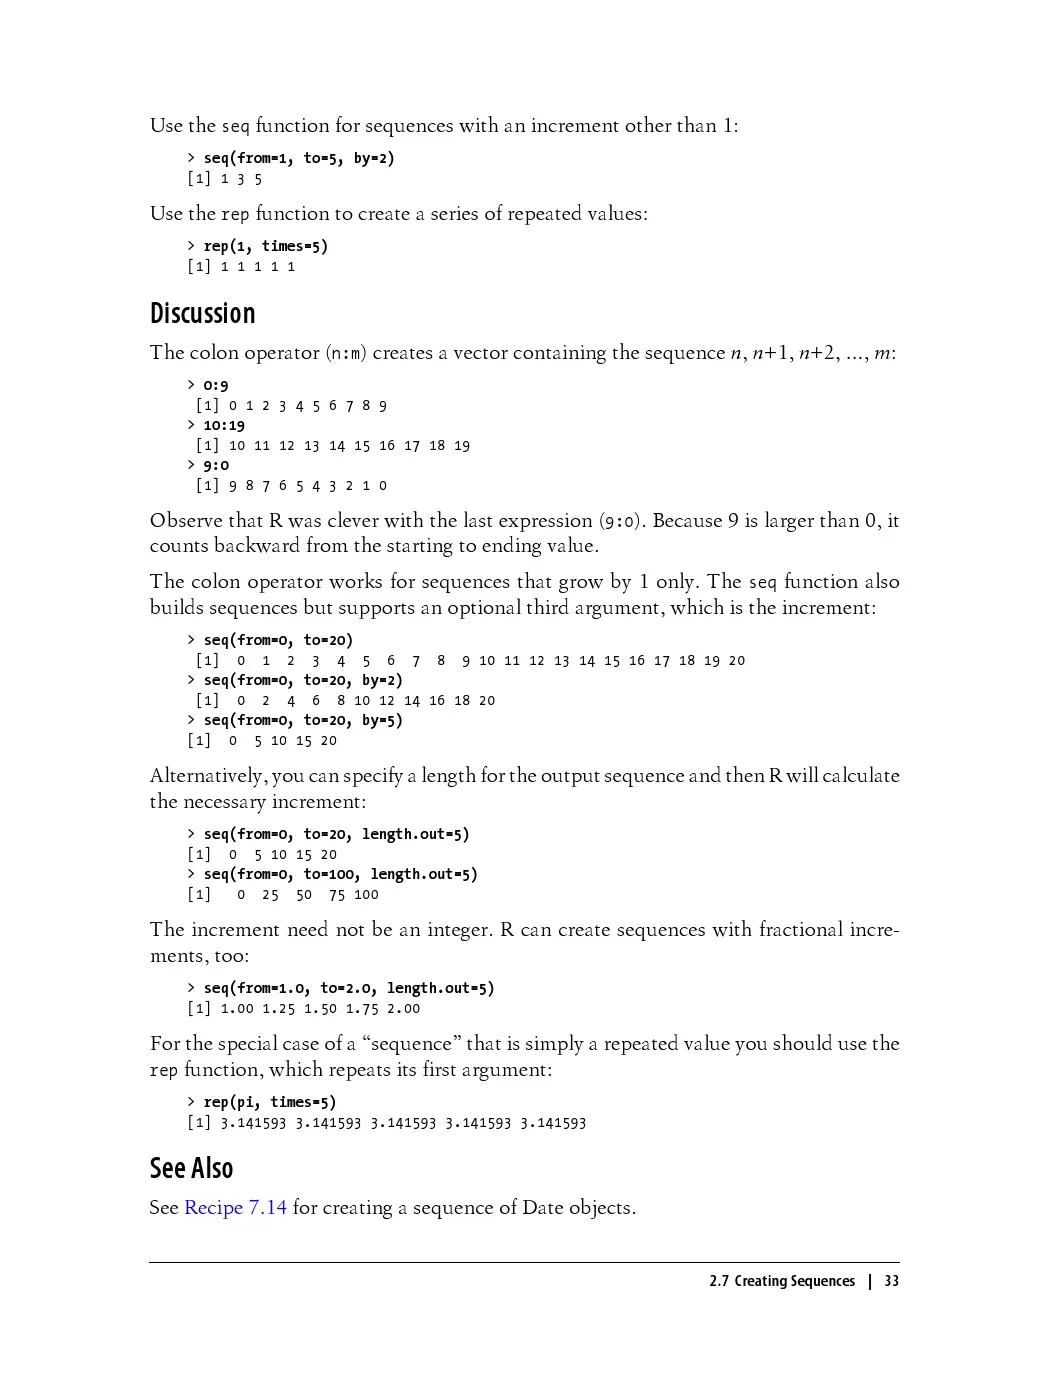 Use the seq function for sequences with an increment other than 1:
> seq(from=1, to=5, by=2)
[1] 1 3 5
Use the rep function to create a series of repeated values:
> rep(1, times=5)
[1] 1 1 1 1 1
Discussion
The colon operator (n:m) creates a vector containing the sequence n, n+1, n+2, ..., m:
> 0:9
 [1] 0 1 2 3 4 5 6 7 8 9
> 10:19
 [1] 10 11 12 13 14 15 16 17 18 19
> 9:0
 [1] 9 8 7 6 5 4 3 2 1 0
Observe that R was clever with the last expression (9:0). Because 9 is larger than 0, it
counts backward from the starting to ending value.
The colon operator works for sequences that grow by 1 only. The seq function also
builds sequences but supports an optional third argument, which is the increment:
> seq(from=0, to=20)
 [1]  0  1  2  3  4  5  6  7  8  9 10 11 12 13 14 15 16 17 18 19 20
> seq(from=0, to=20, by=2)
 [1]  0  2  4  6  8 10 12 14 16 18 20
> seq(from=0, to=20, by=5)
[1]  0  5 10 15 20
Alternatively, you can specify a length for the output sequence and then R will calculate
the necessary increment:
> seq(from=0, to=20, length.out=5)
[1]  0  5 10 15 20
> seq(from=0, to=100, length.out=5)
[1]   0  25  50  75 100
The increment need not be an integer. R can create sequences with fractional incre-
ments, too:
> seq(from=1.0, to=2.0, length.out=5)
[1] 1.00 1.25 1.50 1.75 2.00
For the special case of a “sequence” that is simply a repeated value you should use the
rep function, which repeats its first argument:
> rep(pi, times=5)
[1] 3.141593 3.141593 3.141593 3.141593 3.141593
See Also
See Recipe 7.14 for creating a sequence of Date objects.
2.7 Creating Sequences | 33